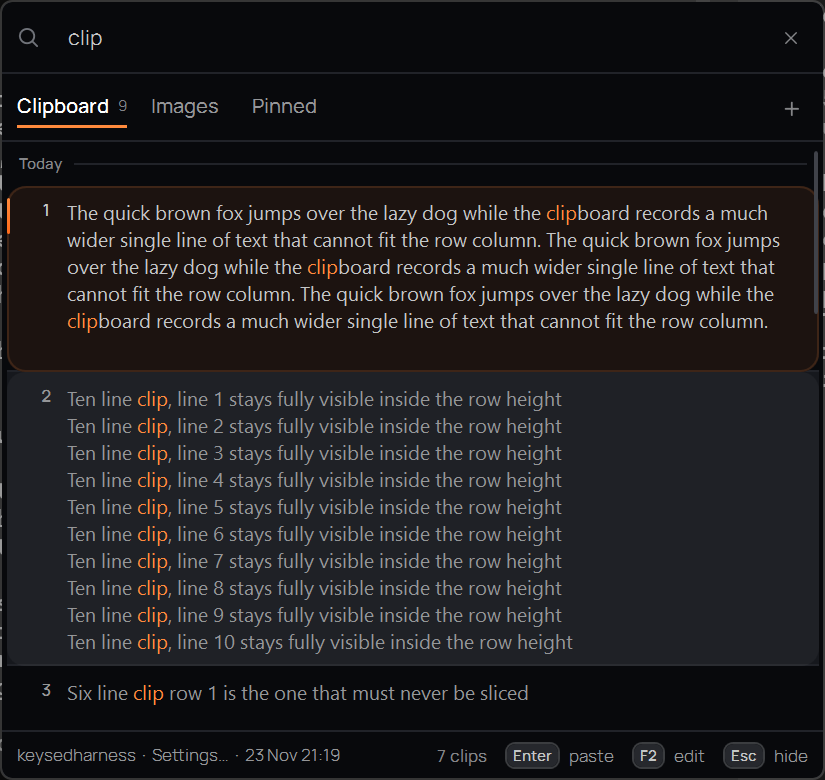 clip
Clipboard 9 Images Pinned
Today
1 The quick brown fox jumps over the lazy dog while the clipboard records a much
wider single line of text that cannot fit the row column. The quick brown fox jumps
over the lazy dog while the clipboard records a much wider single line of text that
cannot fit the row column. The quick brown fox jumps over the lazy dog while the
clipboard records a much wider single line of text that cannot fit the row column.
2 Ten line clip, line 1 stays fully visible inside the row height
Ten line clip, line 2 stays fully visible inside the row height
Ten line clip, line 3 stays fully visible inside the row height
Ten line clip, line 4 stays fully visible inside the row height
Ten line clip, line 5 stays fully visible inside the row height
Ten line clip, line 6 stays fully visible inside the row height
Ten line clip, line 7 stays fully visible inside the row height
Ten line clip, line 8 stays fully visible inside the row height
Ten line clip, line 9 stays fully visible inside the row height
Ten line clip, line 10 stays fully visible inside the row height
3 Six line clip row 1 is the one that must never be sliced
keysedharness · Settings... · 23 Nov 21:19 7 clips Enter paste F2 edit Esc hide